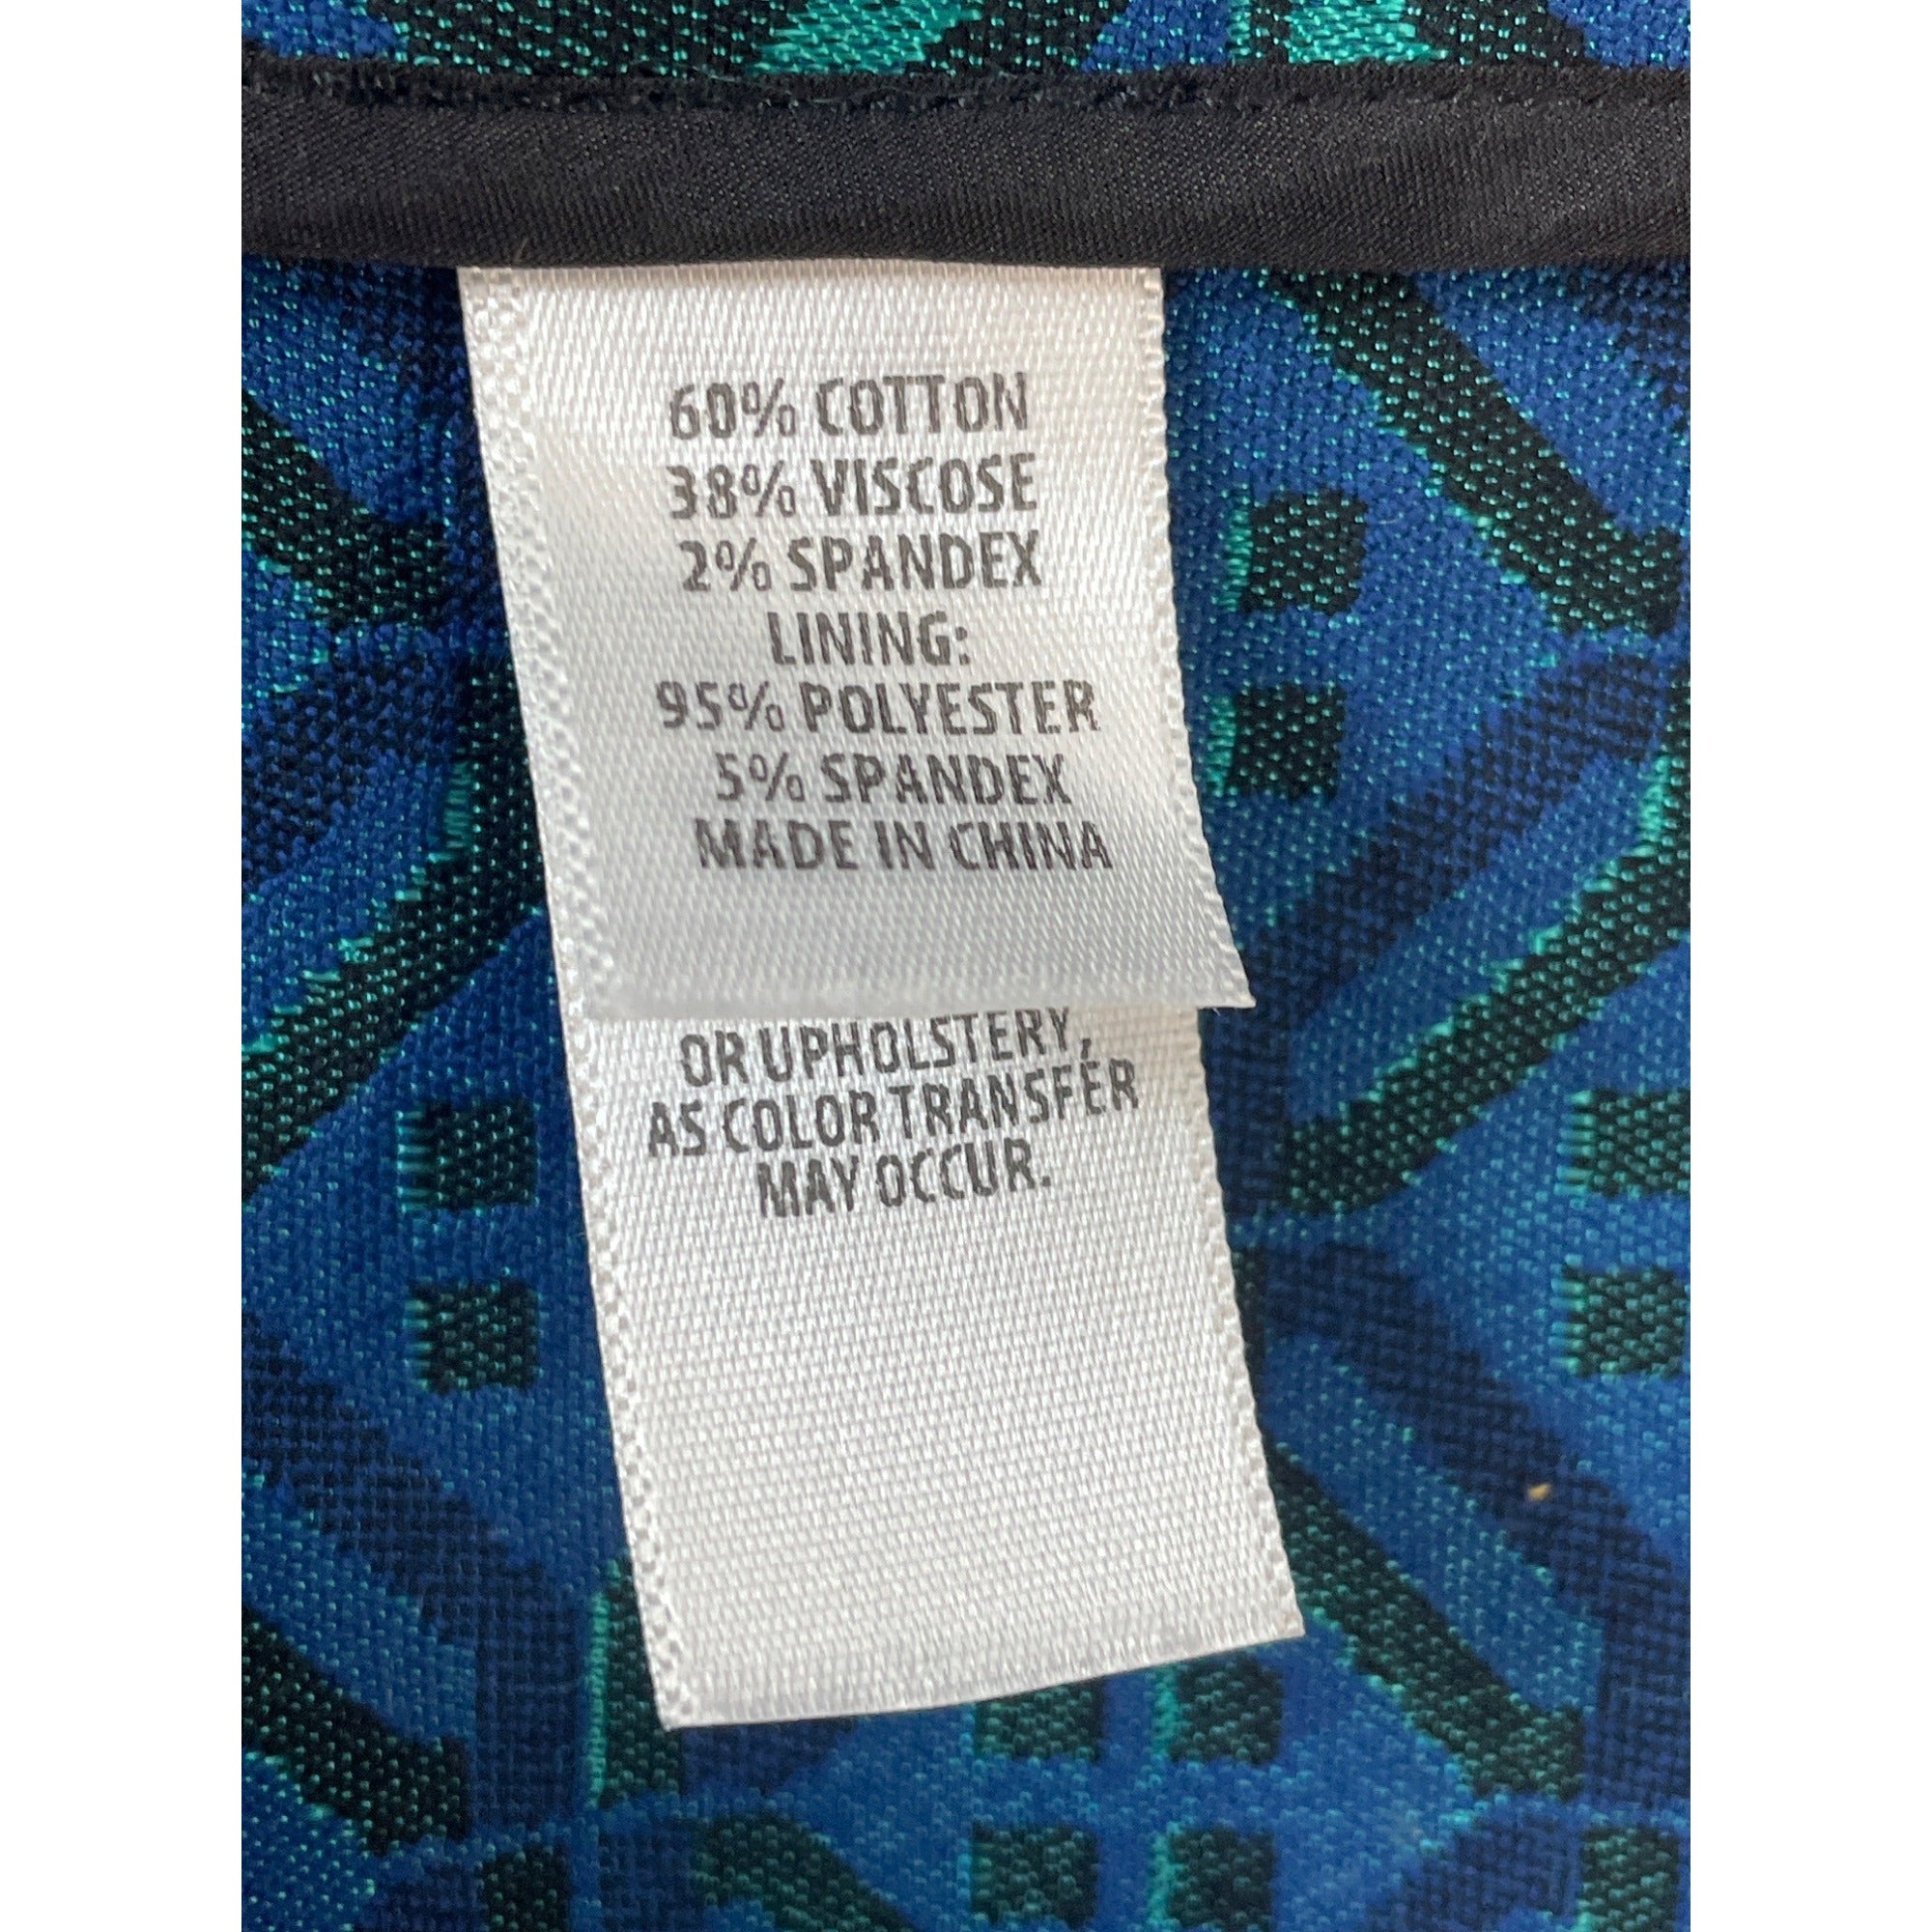 60% COTTON
38% VISCOSE
2% SPANDEX
LINING:
95% POLYESTER
5% SPANDEX
MADE IN CHINA
OR UPHOLSTERY,
AS COLOR TRANSFER
MAY OCCUR.